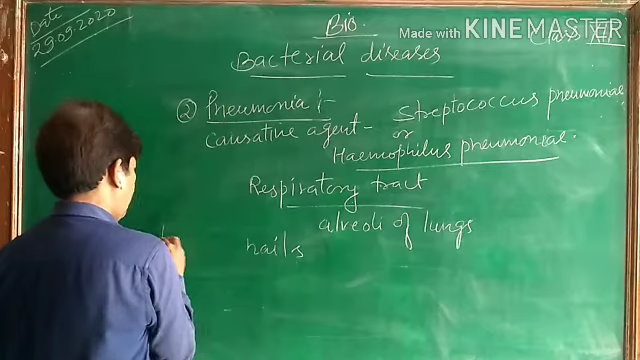 Date
29.09.2020
Bio.
Made with KINEMASTER
Class XII
Bacterial diseases
② Pneumonia :-
Causative agent - Streptococcus pneumoniae
or
Haemophilus pneumoniae.
Respiratory tract
alveoli of lungs
nails